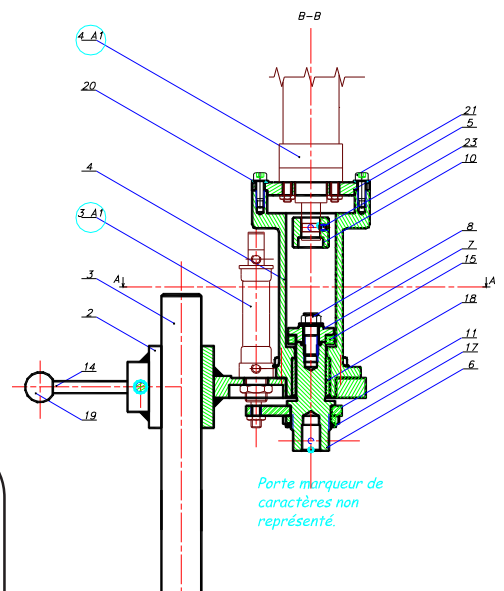 B-B
4 A1
20
21
5
23
10
4
3 A1
8
7
15
3
A
A
18
2
11
17
14
6
19
Porte marqueur de
caractères non
représenté.